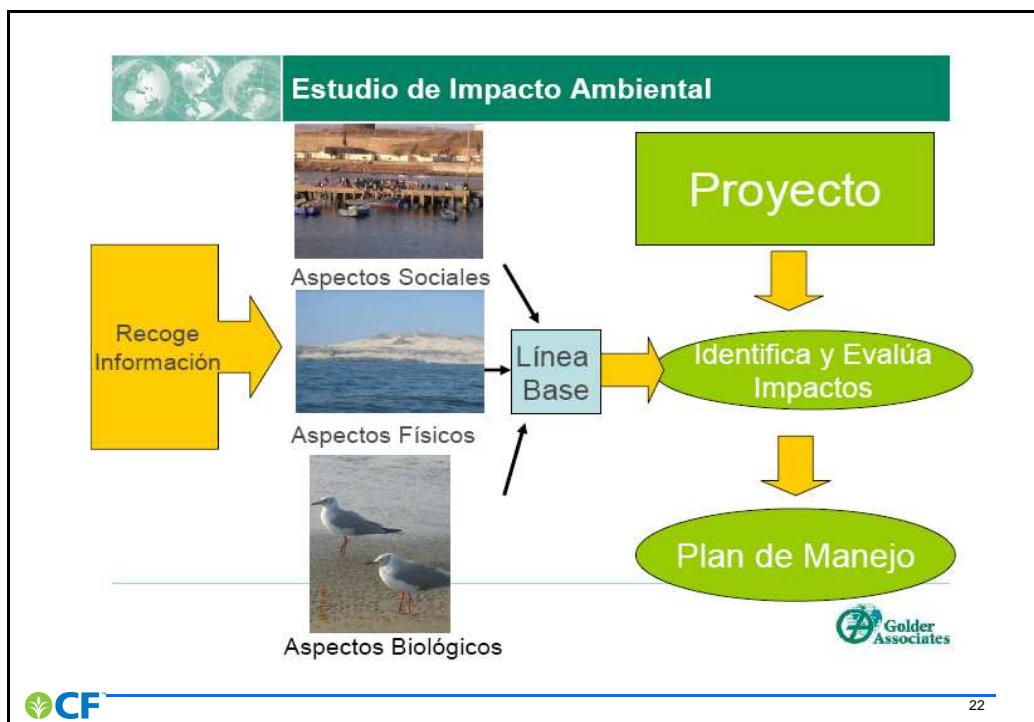 Estudio de Impacto Ambiental
Proyecto
Aspectos Sociales
Recoge
Información
Línea
Base
Identifica y Evalúa
Impactos
Aspectos Físicos
Plan de Manejo
Aspectos Biológicos
Golder
Associates
CF
22